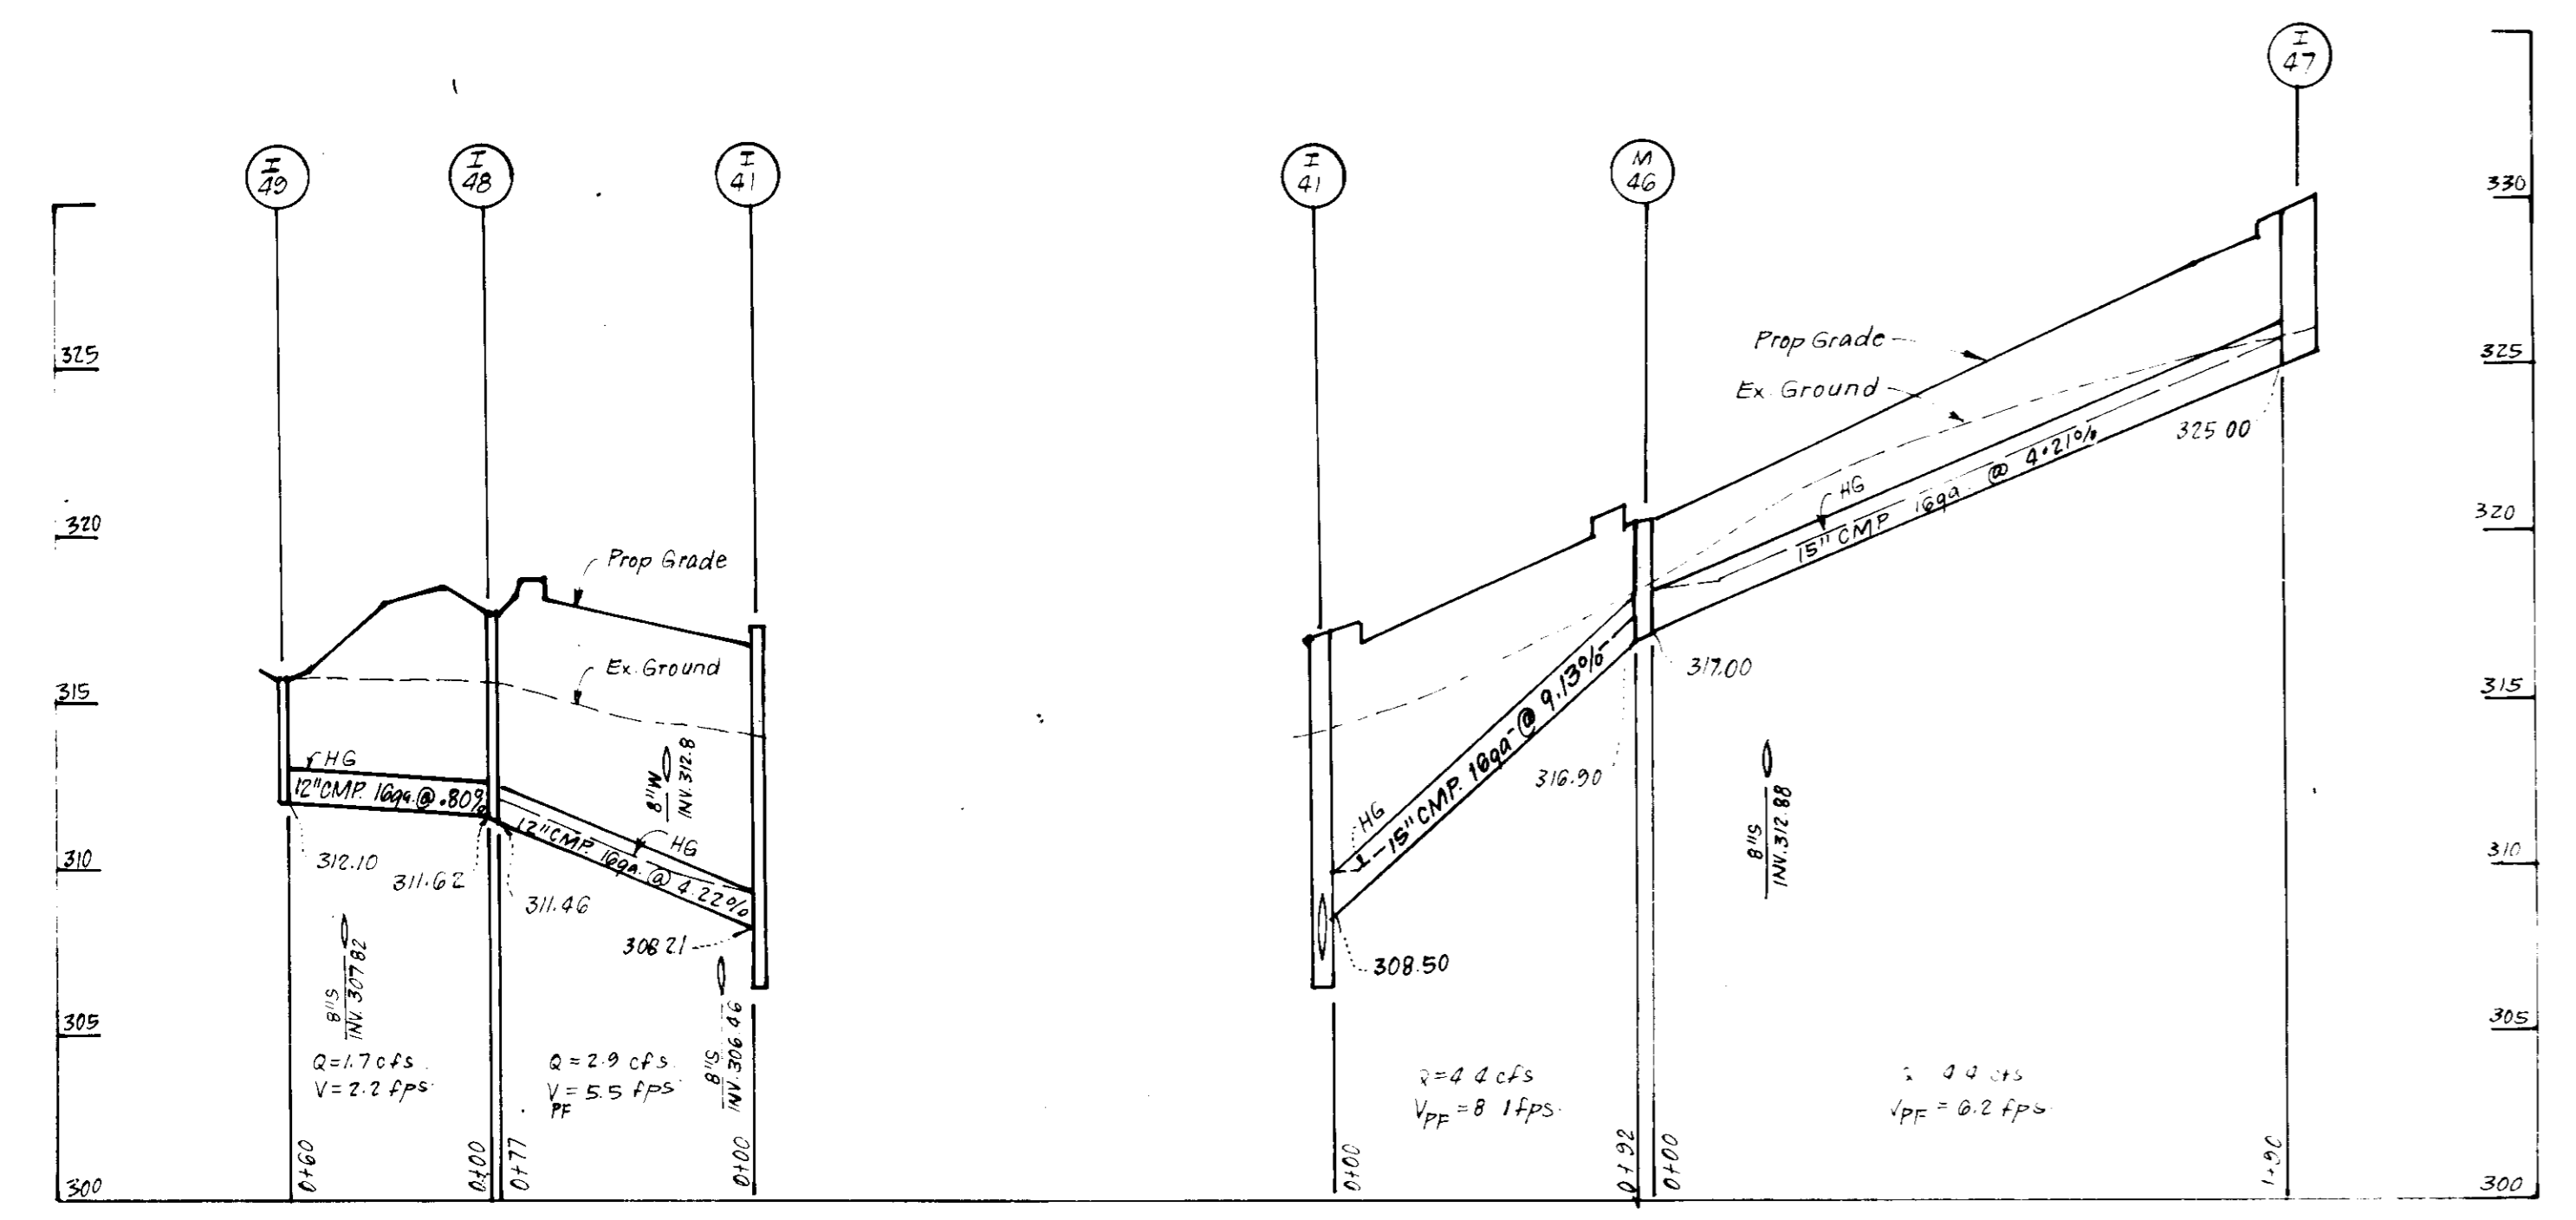 I
49
I
48
I
41
I
41
M
46
I
47
325
320
315
310
305
300
330
325
320
315
310
305
300
Prop Grade
Ex. Ground
HG
12" CMP. 16ga. @ .80%
312.10
311.62
311.46
12" CMP. 16ga. @ 4.22%
HG
8"W
INV. 312.8
308 21
8"S
INV. 307 82
8"S
INV. 306 46
Q=1.7 cfs.
V=2.2 fps.
Q=2.9 cfs.
V = 5.5 fps.
PF
0+60
0+00
0+77
0+00
Prop Grade
Ex. Ground
HG
15" CMP 16ga. @ 4.21%
325 00
317.00
316.90
HG
15" CMP. 16ga @ 9.13%
308.50
8"S
INV. 312.88
=4 4 cfs
VPF = 8 1 fps.
4 4 cfs
VPF = 6.2 fps.
0+00
0+92
0+00
1+90